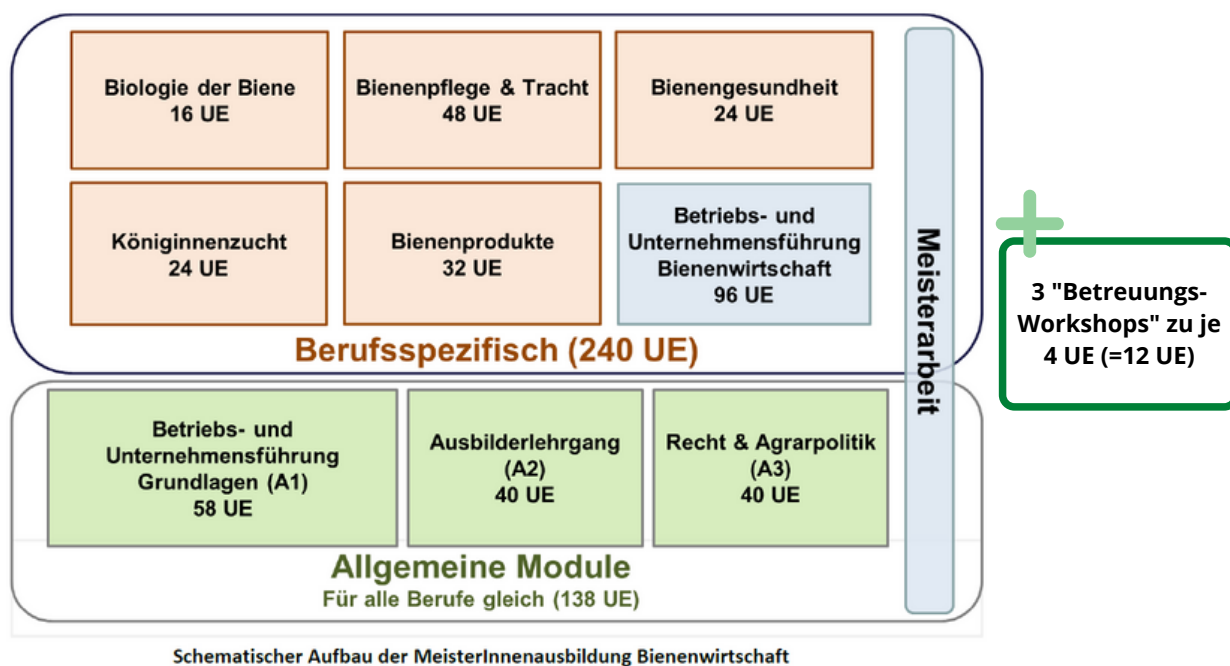 Biologie der Biene
16 UE
Bienenpflege & Tracht
48 UE
Bienengesundheit
24 UE
Königinnenzucht
24 UE
Bienenprodukte
32 UE
Betriebs- und
Unternehmensführung
Bienenwirtschaft
96 UE
Berufsspezifisch (240 UE)
Meisterarbeit
3 "Betreuungs-
Workshops" zu je
4 UE (=12 UE)
Betriebs- und
Unternehmensführung
Grundlagen (A1)
58 UE
Ausbilderlehrgang
(A2)
40 UE
Recht & Agrarpolitik
(A3)
40 UE
Allgemeine Module
Für alle Berufe gleich (138 UE)
Schematischer Aufbau der MeisterInnenausbildung Bienenwirtschaft